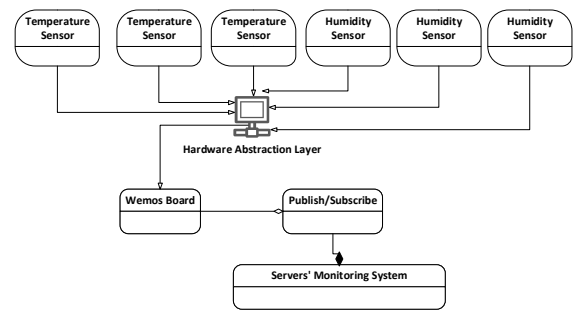 Temperature
Sensor
Temperature
Sensor
Temperature
Sensor
Humidity
Sensor
Humidity
Sensor
Humidity
Sensor
Hardware Abstraction Layer
Wemos Board
Publish/Subscribe
Servers' Monitoring System